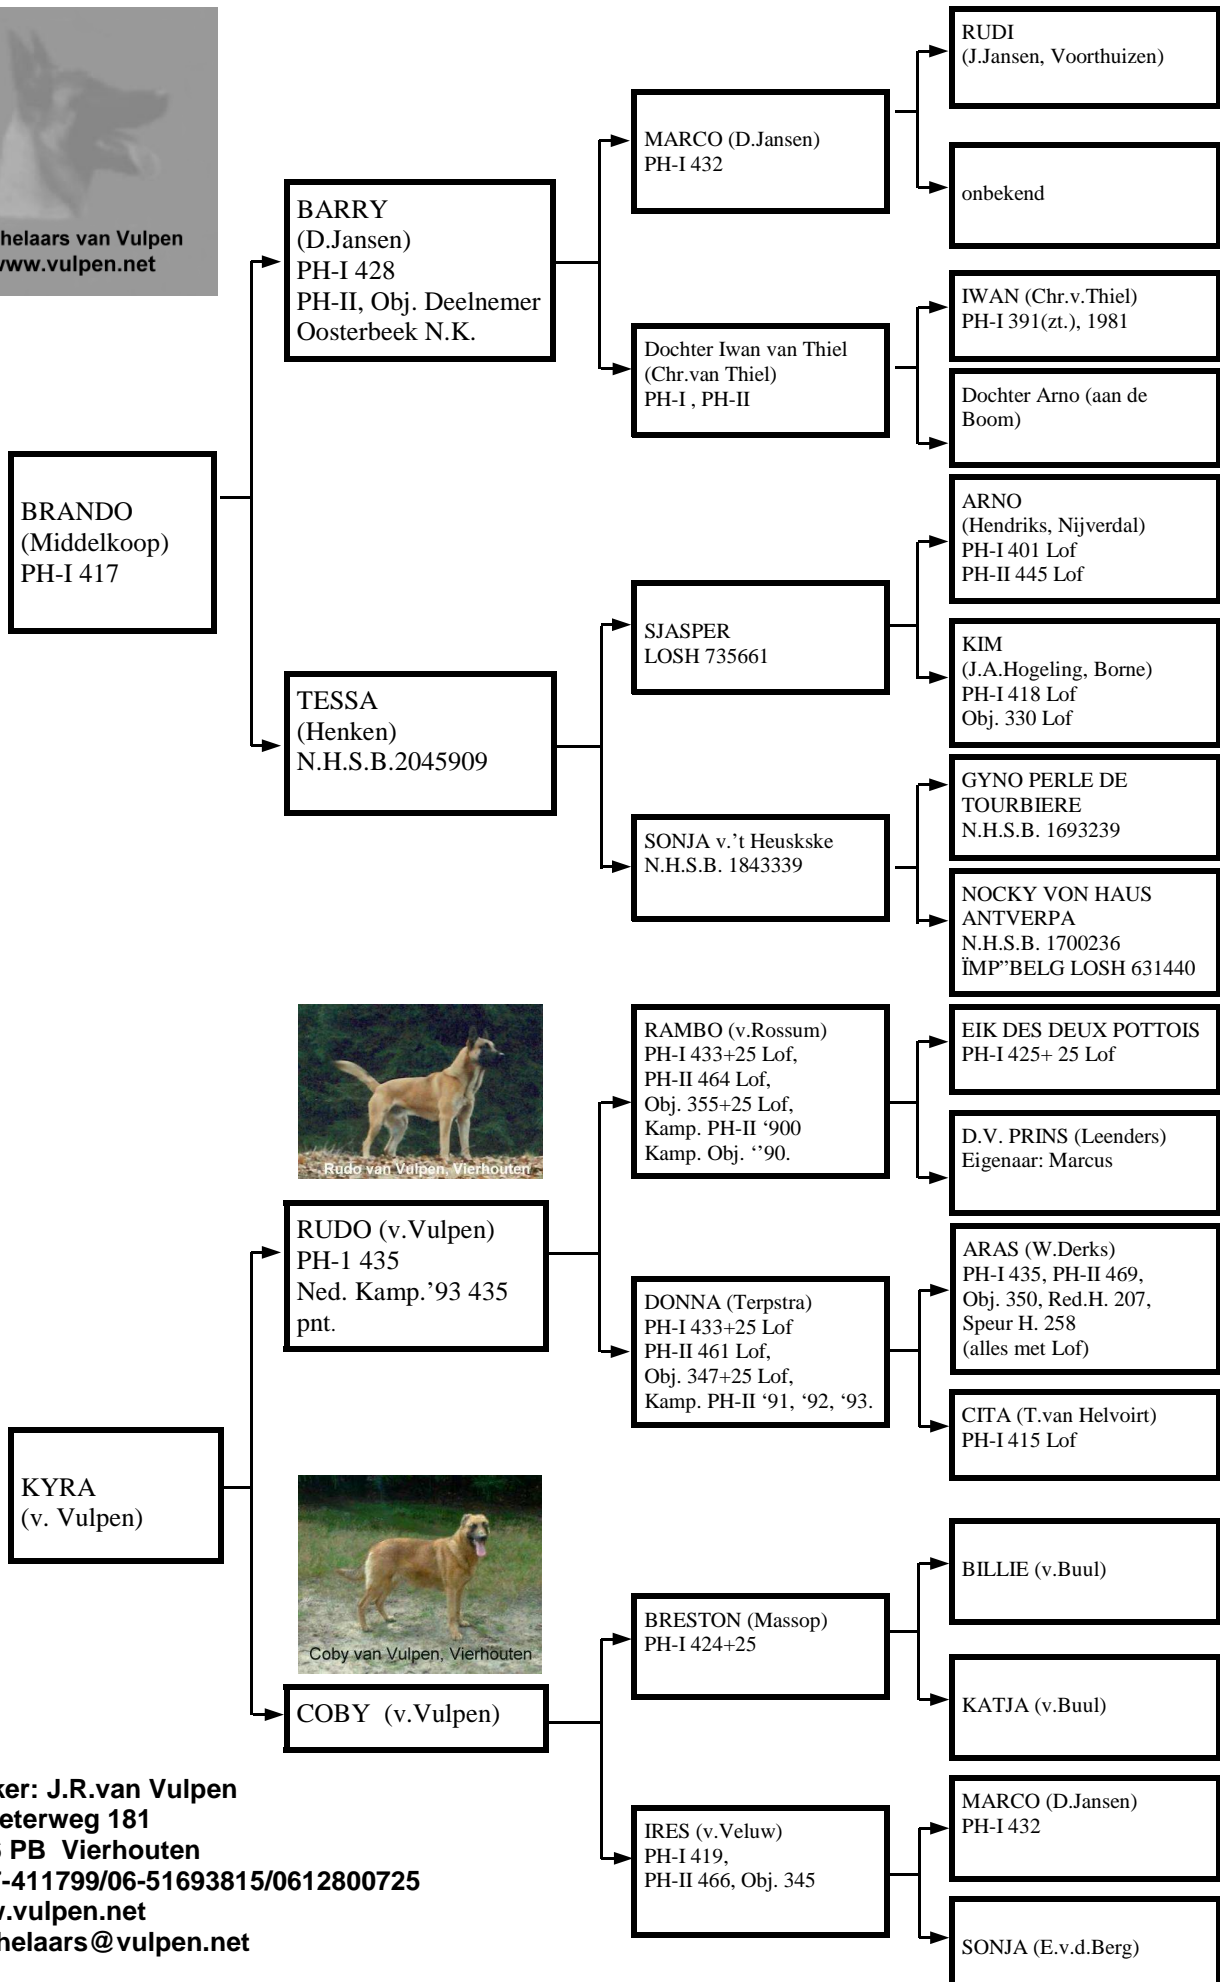 helaars van Vulpen
www.vulpen.net
BRANDO
(Middelkoop)
PH-I 417
BARRY
(D.Jansen)
PH-I 428
PH-II, Obj. Deelnemer
Oosterbeek N.K.
TESSA
(Henken)
N.H.S.B.2045909
MARCO (D.Jansen)
PH-I 432
Dochter Iwan van Thiel
(Chr.van Thiel)
PH-I , PH-II
SJASPER
LOSH 735661
SONJA v.'t Heuskske
N.H.S.B. 1843339
RUDI
(J.Jansen, Voorthuizen)
onbekend
IWAN (Chr.v.Thiel)
PH-I 391(zt.), 1981
Dochter Arno (aan de
Boom)
ARNO
(Hendriks, Nijverdal)
PH-I 401 Lof
PH-II 445 Lof
KIM
(J.A.Hogeling, Borne)
PH-I 418 Lof
Obj. 330 Lof
GYNO PERLE DE
TOURBIERE
N.H.S.B. 1693239
NOCKY VON HAUS
ANTVERPA
N.H.S.B. 1700236
ÏMP”BELG LOSH 631440
KYRA
(v. Vulpen)
Rudo van Vulpen, Vierhouten
RUDO (v.Vulpen)
PH-1 435
Ned. Kamp.’93 435
pnt.
Coby van Vulpen, Vierhouten
COBY  (v.Vulpen)
RAMBO (v.Rossum)
PH-I 433+25 Lof,
PH-II 464 Lof,
Obj. 355+25 Lof,
Kamp. PH-II ‘900
Kamp. Obj. ‘’90.
DONNA (Terpstra)
PH-I 433+25 Lof
PH-II 461 Lof,
Obj. 347+25 Lof,
Kamp. PH-II ‘91, ‘92, ‘93.
BRESTON (Massop)
PH-I 424+25
IRES (v.Veluw)
PH-I 419,
PH-II 466, Obj. 345
EIK DES DEUX POTTOIS
PH-I 425+ 25 Lof
D.V. PRINS (Leenders)
Eigenaar: Marcus
ARAS (W.Derks)
PH-I 435, PH-II 469,
Obj. 350, Red.H. 207,
Speur H. 258
(alles met Lof)
CITA (T.van Helvoirt)
PH-I 415 Lof
BILLIE (v.Buul)
KATJA (v.Buul)
MARCO (D.Jansen)
PH-I 432
SONJA (E.v.d.Berg)
ker: J.R.van Vulpen
eterweg 181
PB  Vierhouten
7-411799/06-51693815/0612800725
w.vulpen.net
helaars@vulpen.net